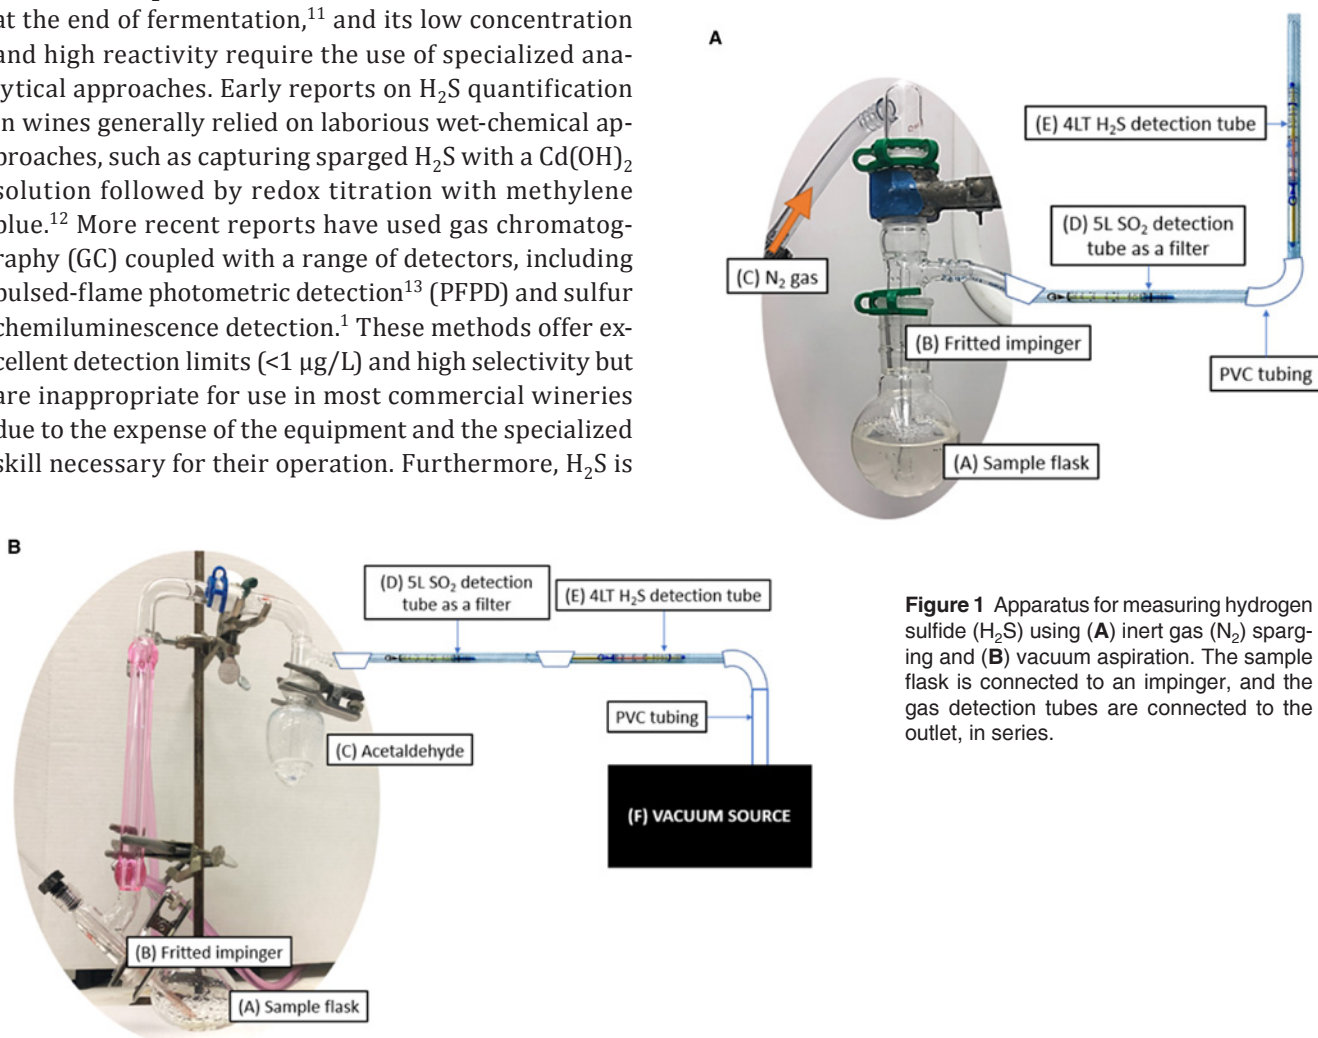 at the end of fermentation,¹¹ and its low concentration
and high reactivity require the use of specialized ana-
lytical approaches. Early reports on H₂S quantification
in wines generally relied on laborious wet-chemical ap-
proaches, such as capturing sparged H₂S with a Cd(OH)₂
solution followed by redox titration with methylene
blue.¹² More recent reports have used gas chromatog-
raphy (GC) coupled with a range of detectors, including
pulsed-flame photometric detection¹³ (PFPD) and sulfur
chemiluminescence detection.¹ These methods offer ex-
cellent detection limits (<1 µg/L) and high selectivity but
are inappropriate for use in most commercial wineries
due to the expense of the equipment and the specialized
skill necessary for their operation. Furthermore, H₂S is
A
(E) 4LT H₂S detection tube
(D) 5L SO₂ detection
tube as a filter
(C) N₂ gas
(B) Fritted impinger
PVC tubing
(A) Sample flask
B
(D) 5L SO₂ detection
tube as a filter
(E) 4LT H₂S detection tube
PVC tubing
(C) Acetaldehyde
(F) VACUUM SOURCE
(B) Fritted impinger
(A) Sample flask
Figure 1 Apparatus for measuring hydrogen
sulfide (H₂S) using (A) inert gas (N₂) sparg-
ing and (B) vacuum aspiration. The sample
flask is connected to an impinger, and the
gas detection tubes are connected to the
outlet, in series.